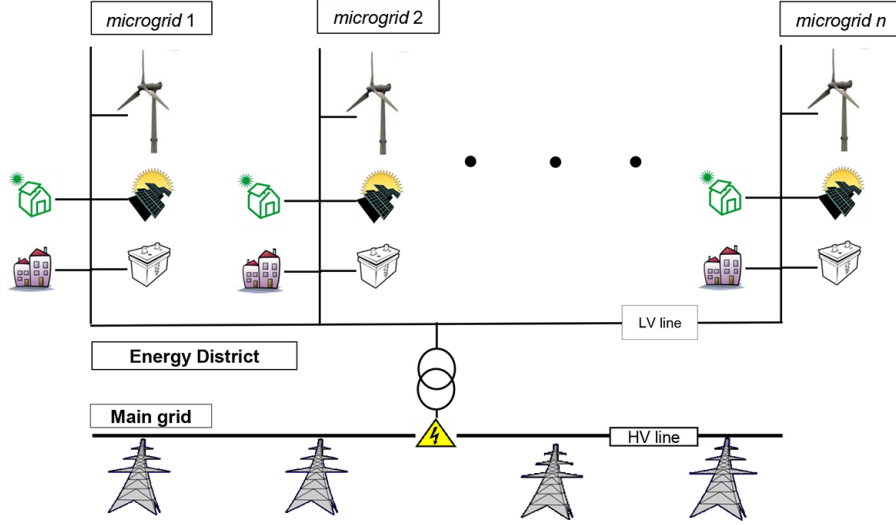 microgrid 1
microgrid 2
microgrid n
LV line
Energy District
Main grid
HV line